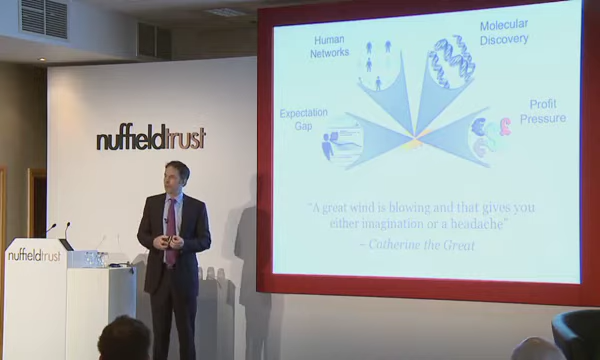 Human
Networks
Molecular
Discovery
Expectation
Gap
Profit
Pressure
nuffieldtrust
"A great wind is blowing and that gives you
either imagination or a headache"
– Catherine the Great
nuffieldtrust